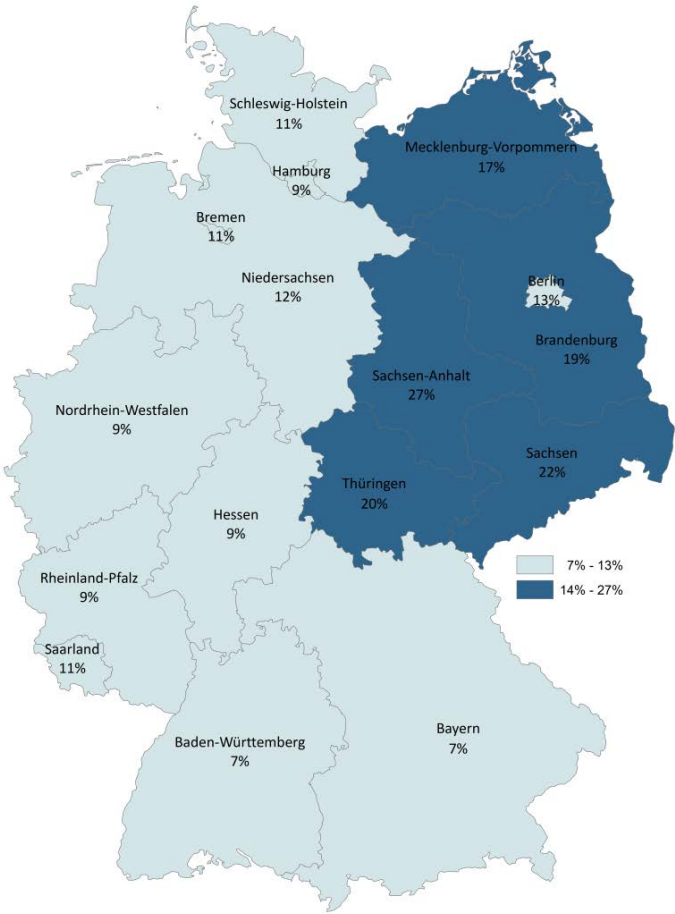 Schleswig-Holstein
11%
Mecklenburg-Vorpommern
17%
Hamburg
9%
Bremen
11%
Niedersachsen
12%
Berlin
13%
Brandenburg
19%
Sachsen-Anhalt
27%
Nordrhein-Westfalen
9%
Sachsen
22%
Thüringen
20%
Hessen
9%
7% - 13%
14% - 27%
Rheinland-Pfalz
9%
Saarland
11%
Bayern
7%
Baden-Württemberg
7%